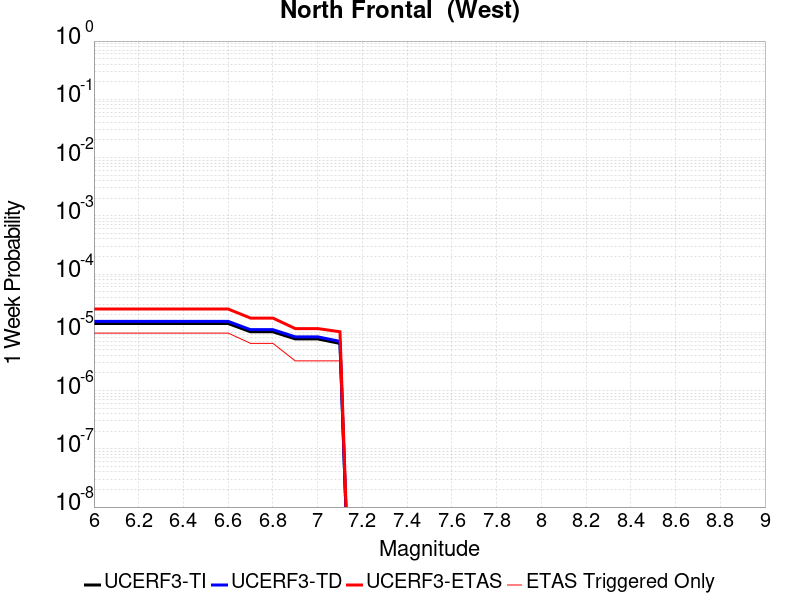 North Frontal  (West)
10^0
10^-1
10^-2
10^-3
10^-4
10^-5
10^-6
10^-7
10^-8
1 Week Probability
6 6.2 6.4 6.6 6.8 7 7.2 7.4 7.6 7.8 8 8.2 8.4 8.6 8.8 9
Magnitude
UCERF3-TI UCERF3-TD UCERF3-ETAS ETAS Triggered Only